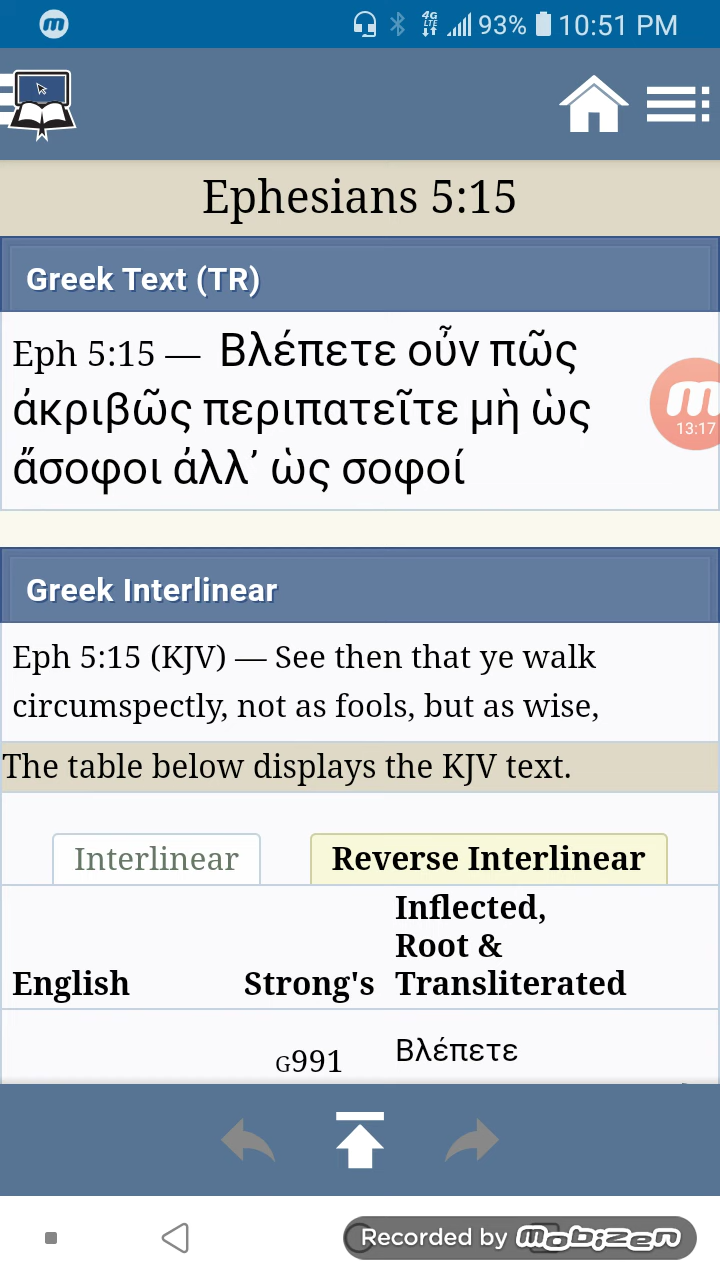 m
4G
LTE
93%
10:51 PM
Ephesians 5:15
Greek Text (TR)
Eph 5:15 — Βλέπετε οὖν πῶς
ἀκριβῶς περιπατεῖτε μὴ ὡς
ἄσοφοι ἀλλ᾽ ὡς σοφοί
m
13:17
Greek Interlinear
Eph 5:15 (KJV) — See then that ye walk
circumspectly, not as fools, but as wise,
The table below displays the KJV text.
Interlinear
Reverse Interlinear
English
Strong's
Inflected,
Root &
Transliterated
G991
Βλέπετε
Recorded by mobizen